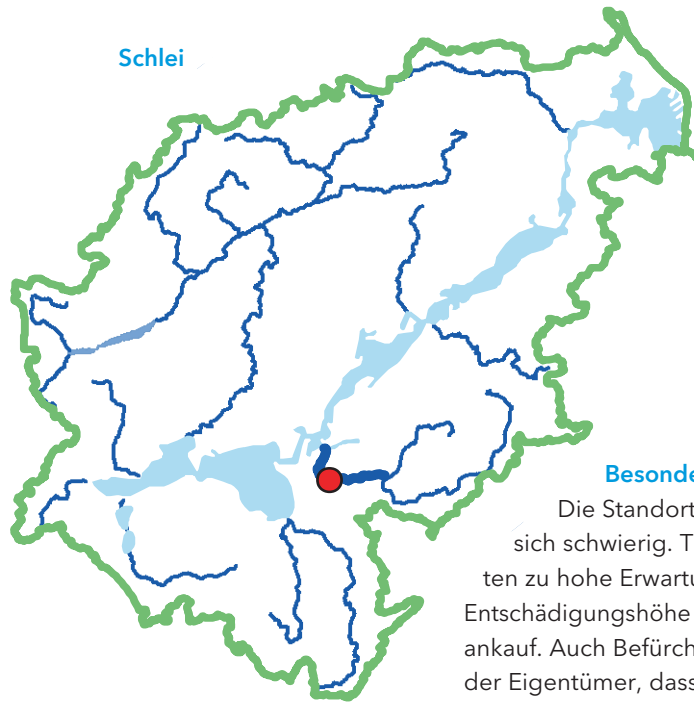 Schlei
Besonde
Die Standort
sich schwierig. T
ten zu hohe Erwartu
Entschädigungshöhe
ankauf. Auch Befürch
der Eigentümer, dass